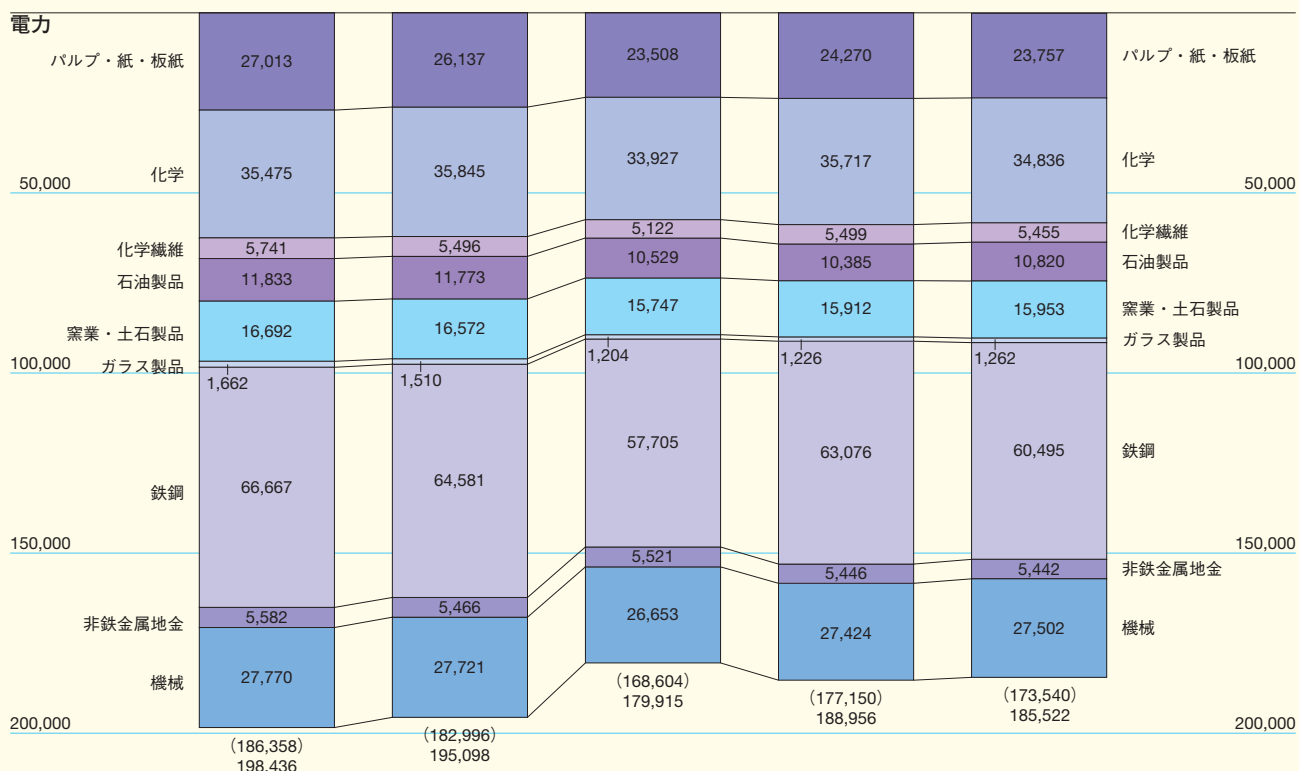 電力
パルプ・紙・板紙 27,013 26,137 23,508 24,270 23,757 パルプ・紙・板紙
化学 35,475 35,845 33,927 35,717 34,836 化学
50,000 50,000
化学繊維 5,741 5,496 5,122 5,499 5,455 化学繊維
石油製品 11,833 11,773 10,529 10,385 10,820 石油製品
窯業・土石製品 16,692 16,572 15,747 15,912 15,953 窯業・土石製品
ガラス製品 1,662 1,510 1,204 1,226 1,262 ガラス製品
100,000 100,000
鉄鋼 66,667 64,581 57,705 63,076 60,495 鉄鋼
150,000 150,000
非鉄金属地金 5,582 5,466 5,521 5,446 5,442 非鉄金属地金
機械 27,770 27,721 26,653 27,424 27,502 機械
200,000 200,000
(186,358) (182,996) (168,604) (177,150) (173,540)
198,436 195,098 179,915 188,956 185,522